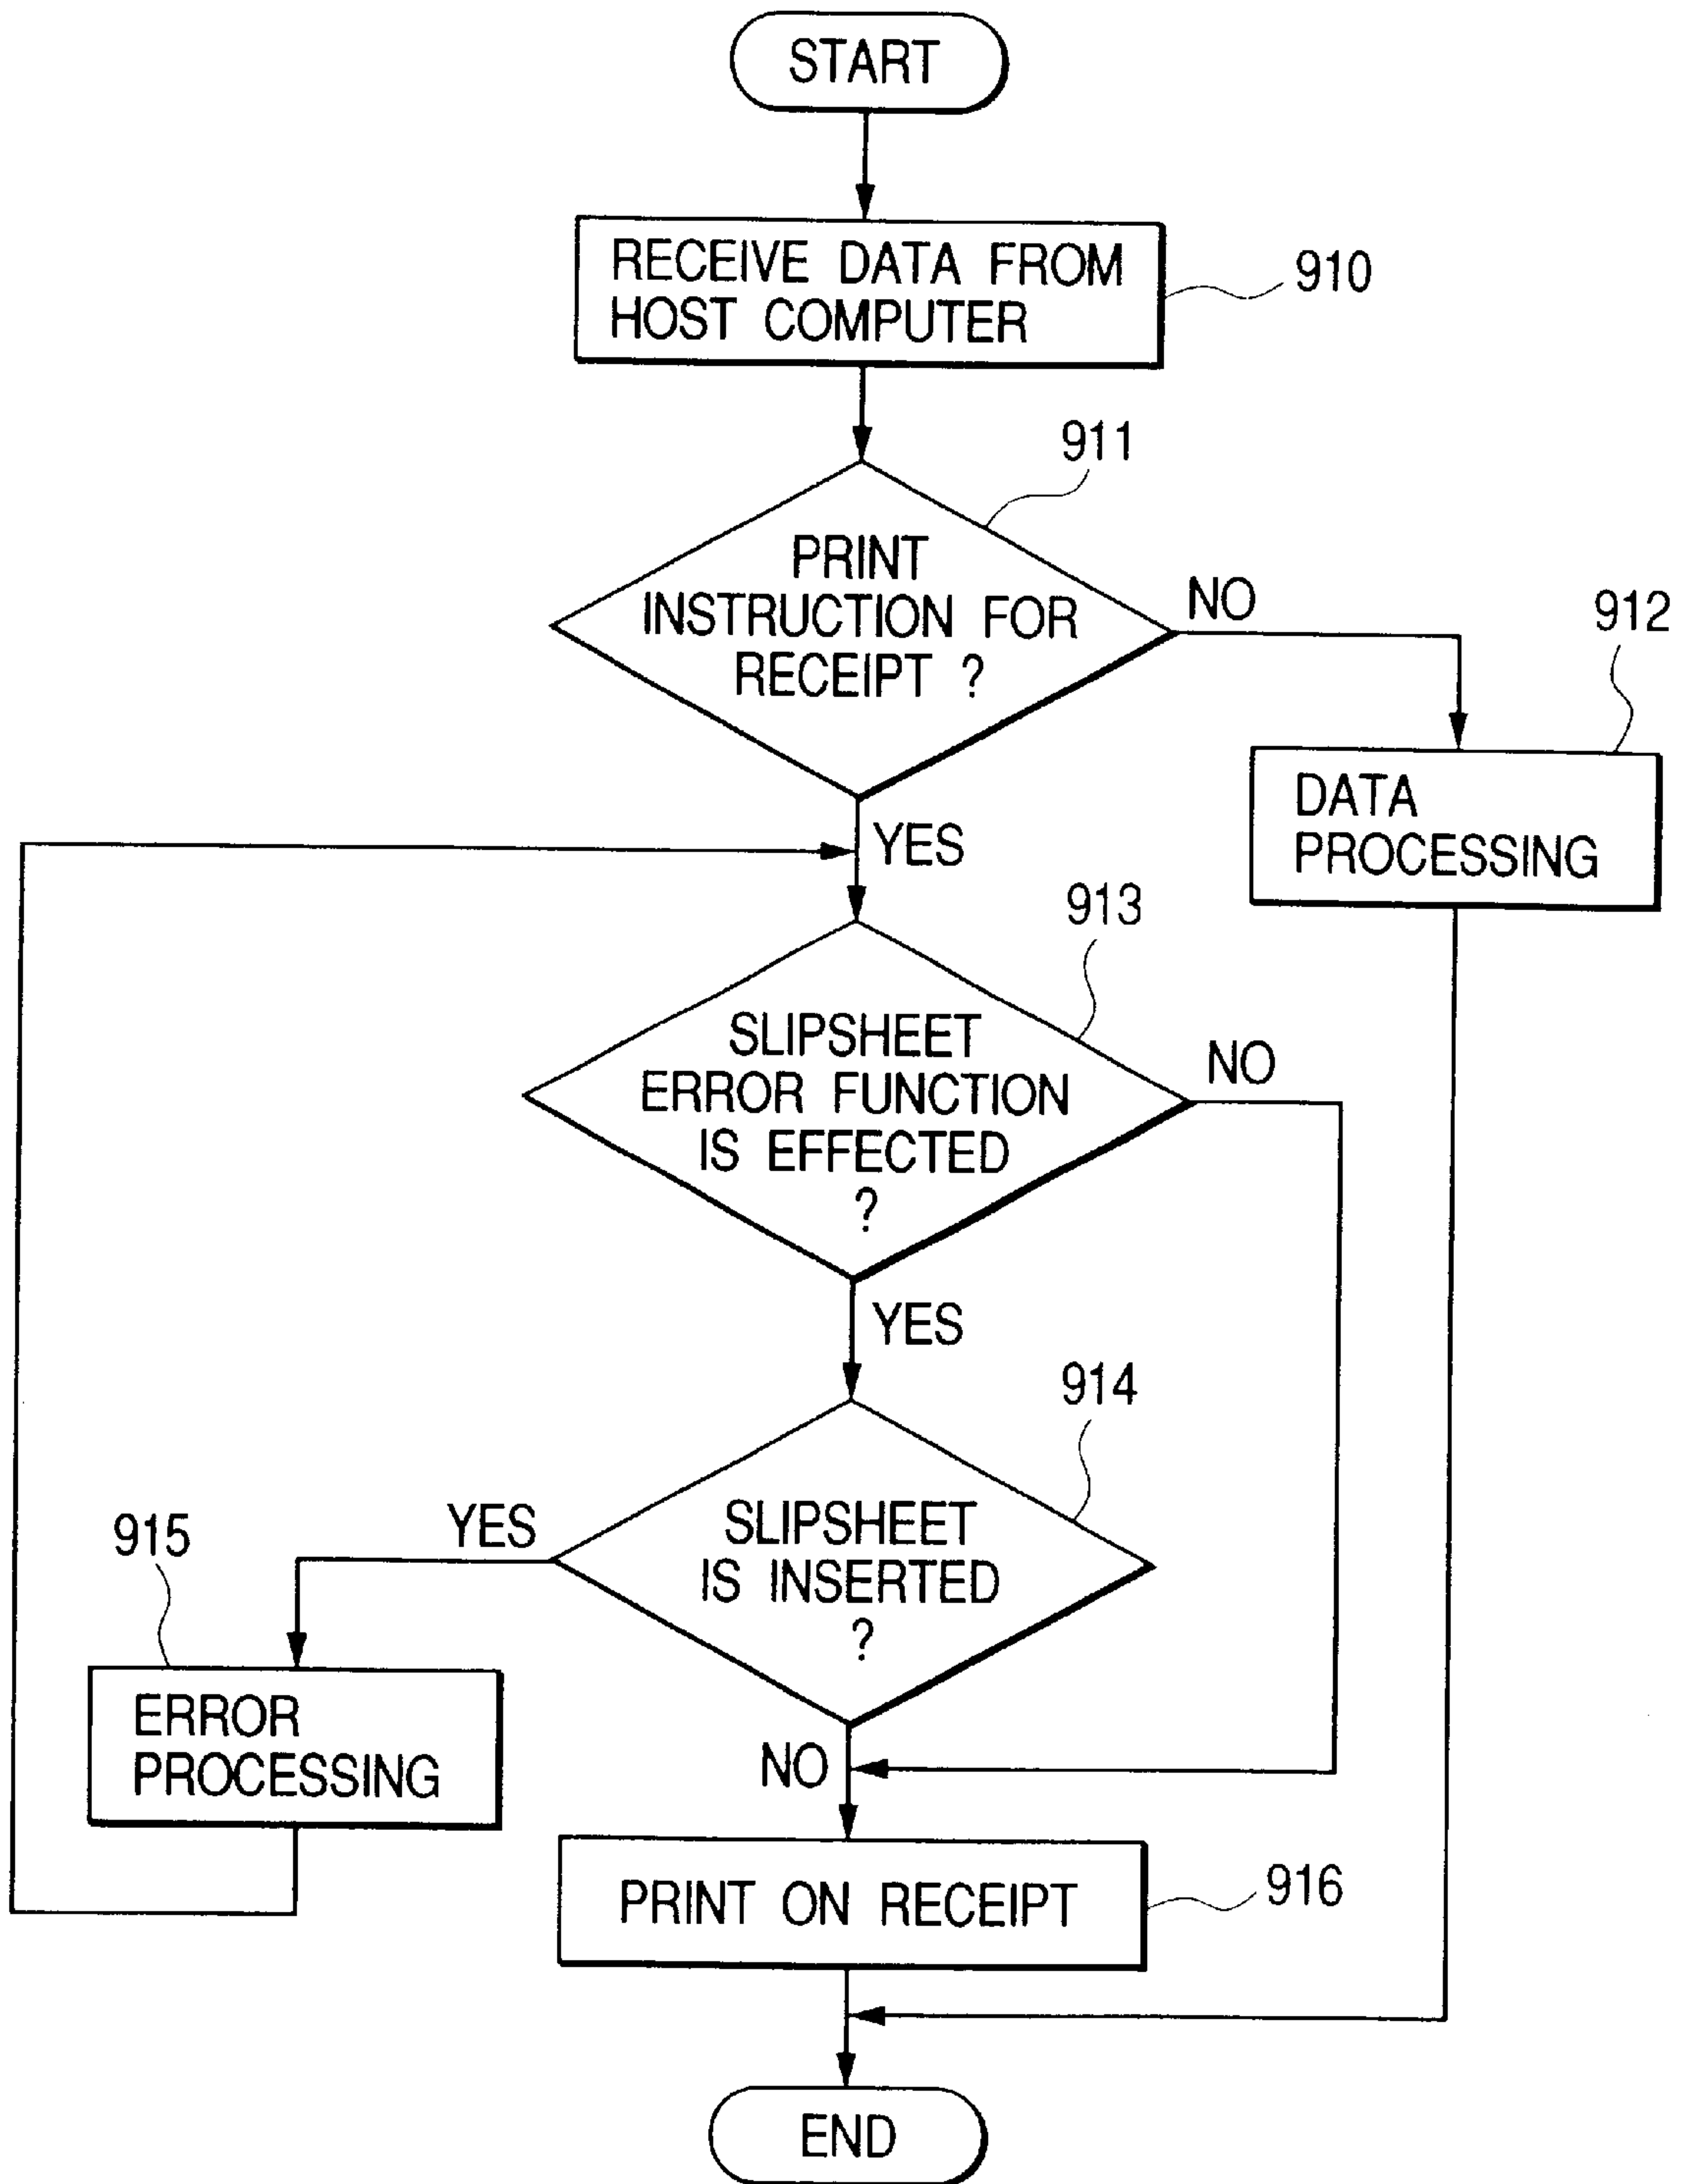 START
RECEIVE DATA FROM
HOST COMPUTER
910
911
PRINT
INSTRUCTION FOR
RECEIPT ?
NO
912
DATA
PROCESSING
YES
913
SLIPSHEET
ERROR FUNCTION
IS EFFECTED
?
NO
YES
914
SLIPSHEET
IS INSERTED
?
YES
915
ERROR
PROCESSING
NO
PRINT ON RECEIPT
916
END